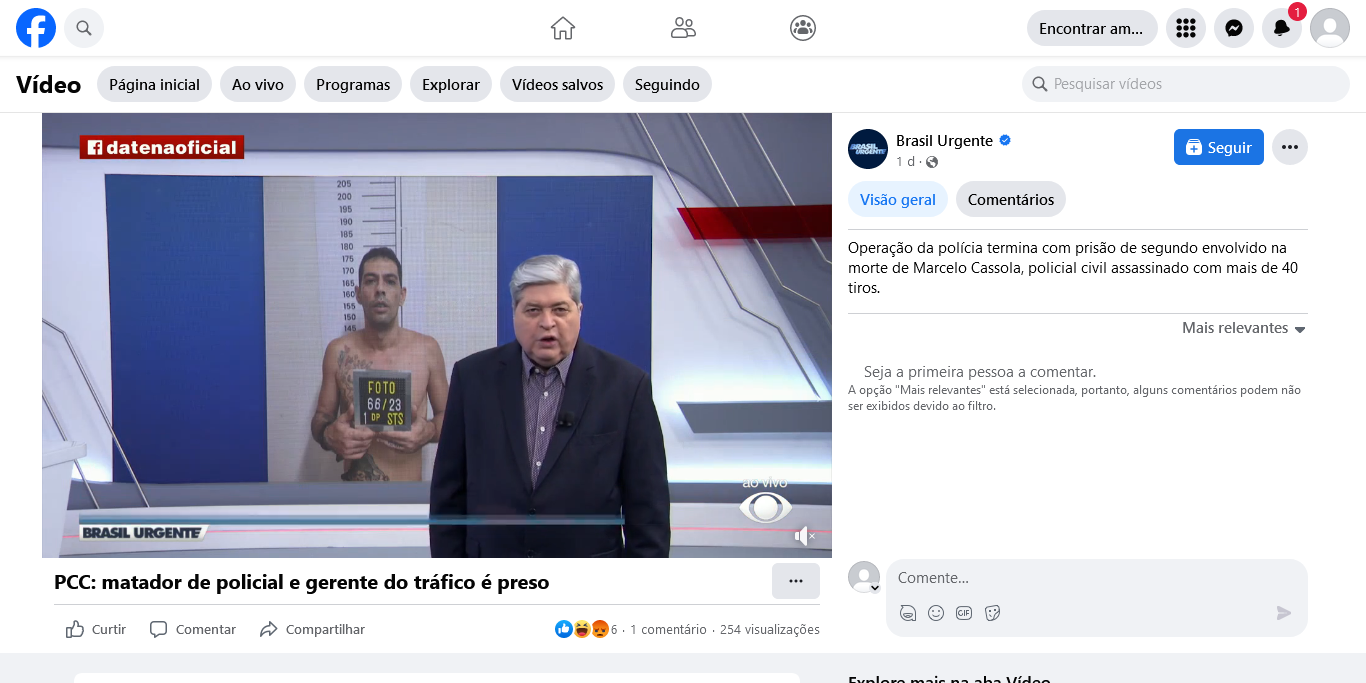 Encontrar am...
1
Vídeo
Página inicial
Ao vivo
Programas
Explorar
Vídeos salvos
Seguindo
Pesquisar vídeos
datenaoficial
205
200
195
190
185
180
175
170
165
160
155
150
145
FOTO
66/23
1 DP STS
ao vivo
BRASIL URGENTE
PCC: matador de policial e gerente do tráfico é preso
Curtir
Comentar
Compartilhar
6 · 1 comentário · 254 visualizações
BRASIL URGENTE
Brasil Urgente
1 d ·
Seguir
Visão geral
Comentários
Operação da polícia termina com prisão de segundo envolvido na
morte de Marcelo Cassola, policial civil assassinado com mais de 40
tiros.
Mais relevantes
Seja a primeira pessoa a comentar.
A opção "Mais relevantes" está selecionada, portanto, alguns comentários podem não
ser exibidos devido ao filtro.
Comente...
GIF
Explore mais na aba Vídeo